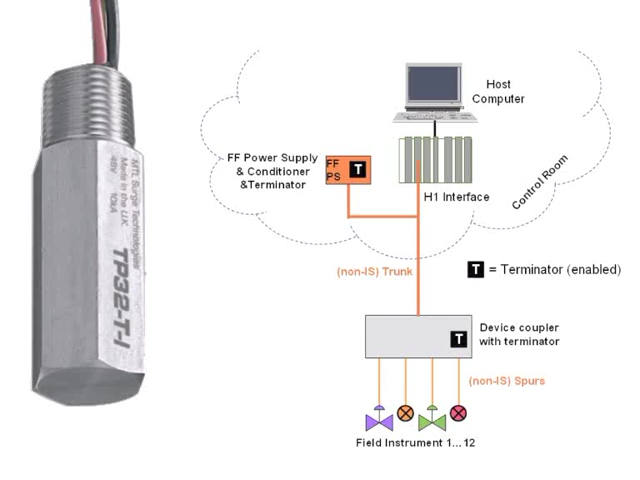 MTL Surge Technologies
Made in the U.K.
48V 10kA
TP32-T-I
Host
Computer
FF Power Supply
& Conditioner
&Terminator
FF
PS
T
H1 Interface
Control Room
(non-IS) Trunk
T = Terminator (enabled)
T
Device coupler
with terminator
(non-IS) Spurs
Field Instrument 1...12